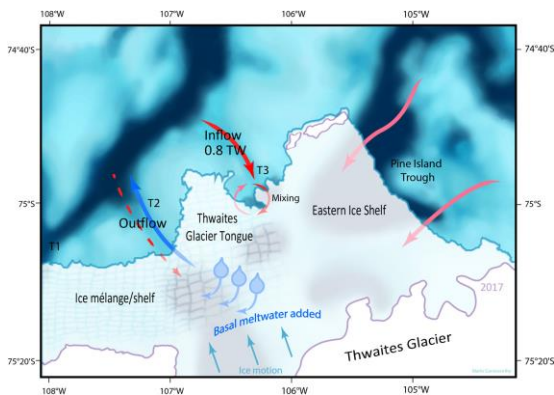 108°W
107°W
106°W
105°W
74°40'S
74°40'S
Inflow
0.8 TW
T3
Mixing
Pine Island
Trough
75°S
75°S
T2
Outflow
Thwaites
Glacier Tongue
Eastern Ice Shelf
T1
Ice mélange/shelf
2017
Basal meltwater added
Thwaites Glacier
75°20'S
75°20'S
Ice motion
108°W
107°W
106°W
105°W